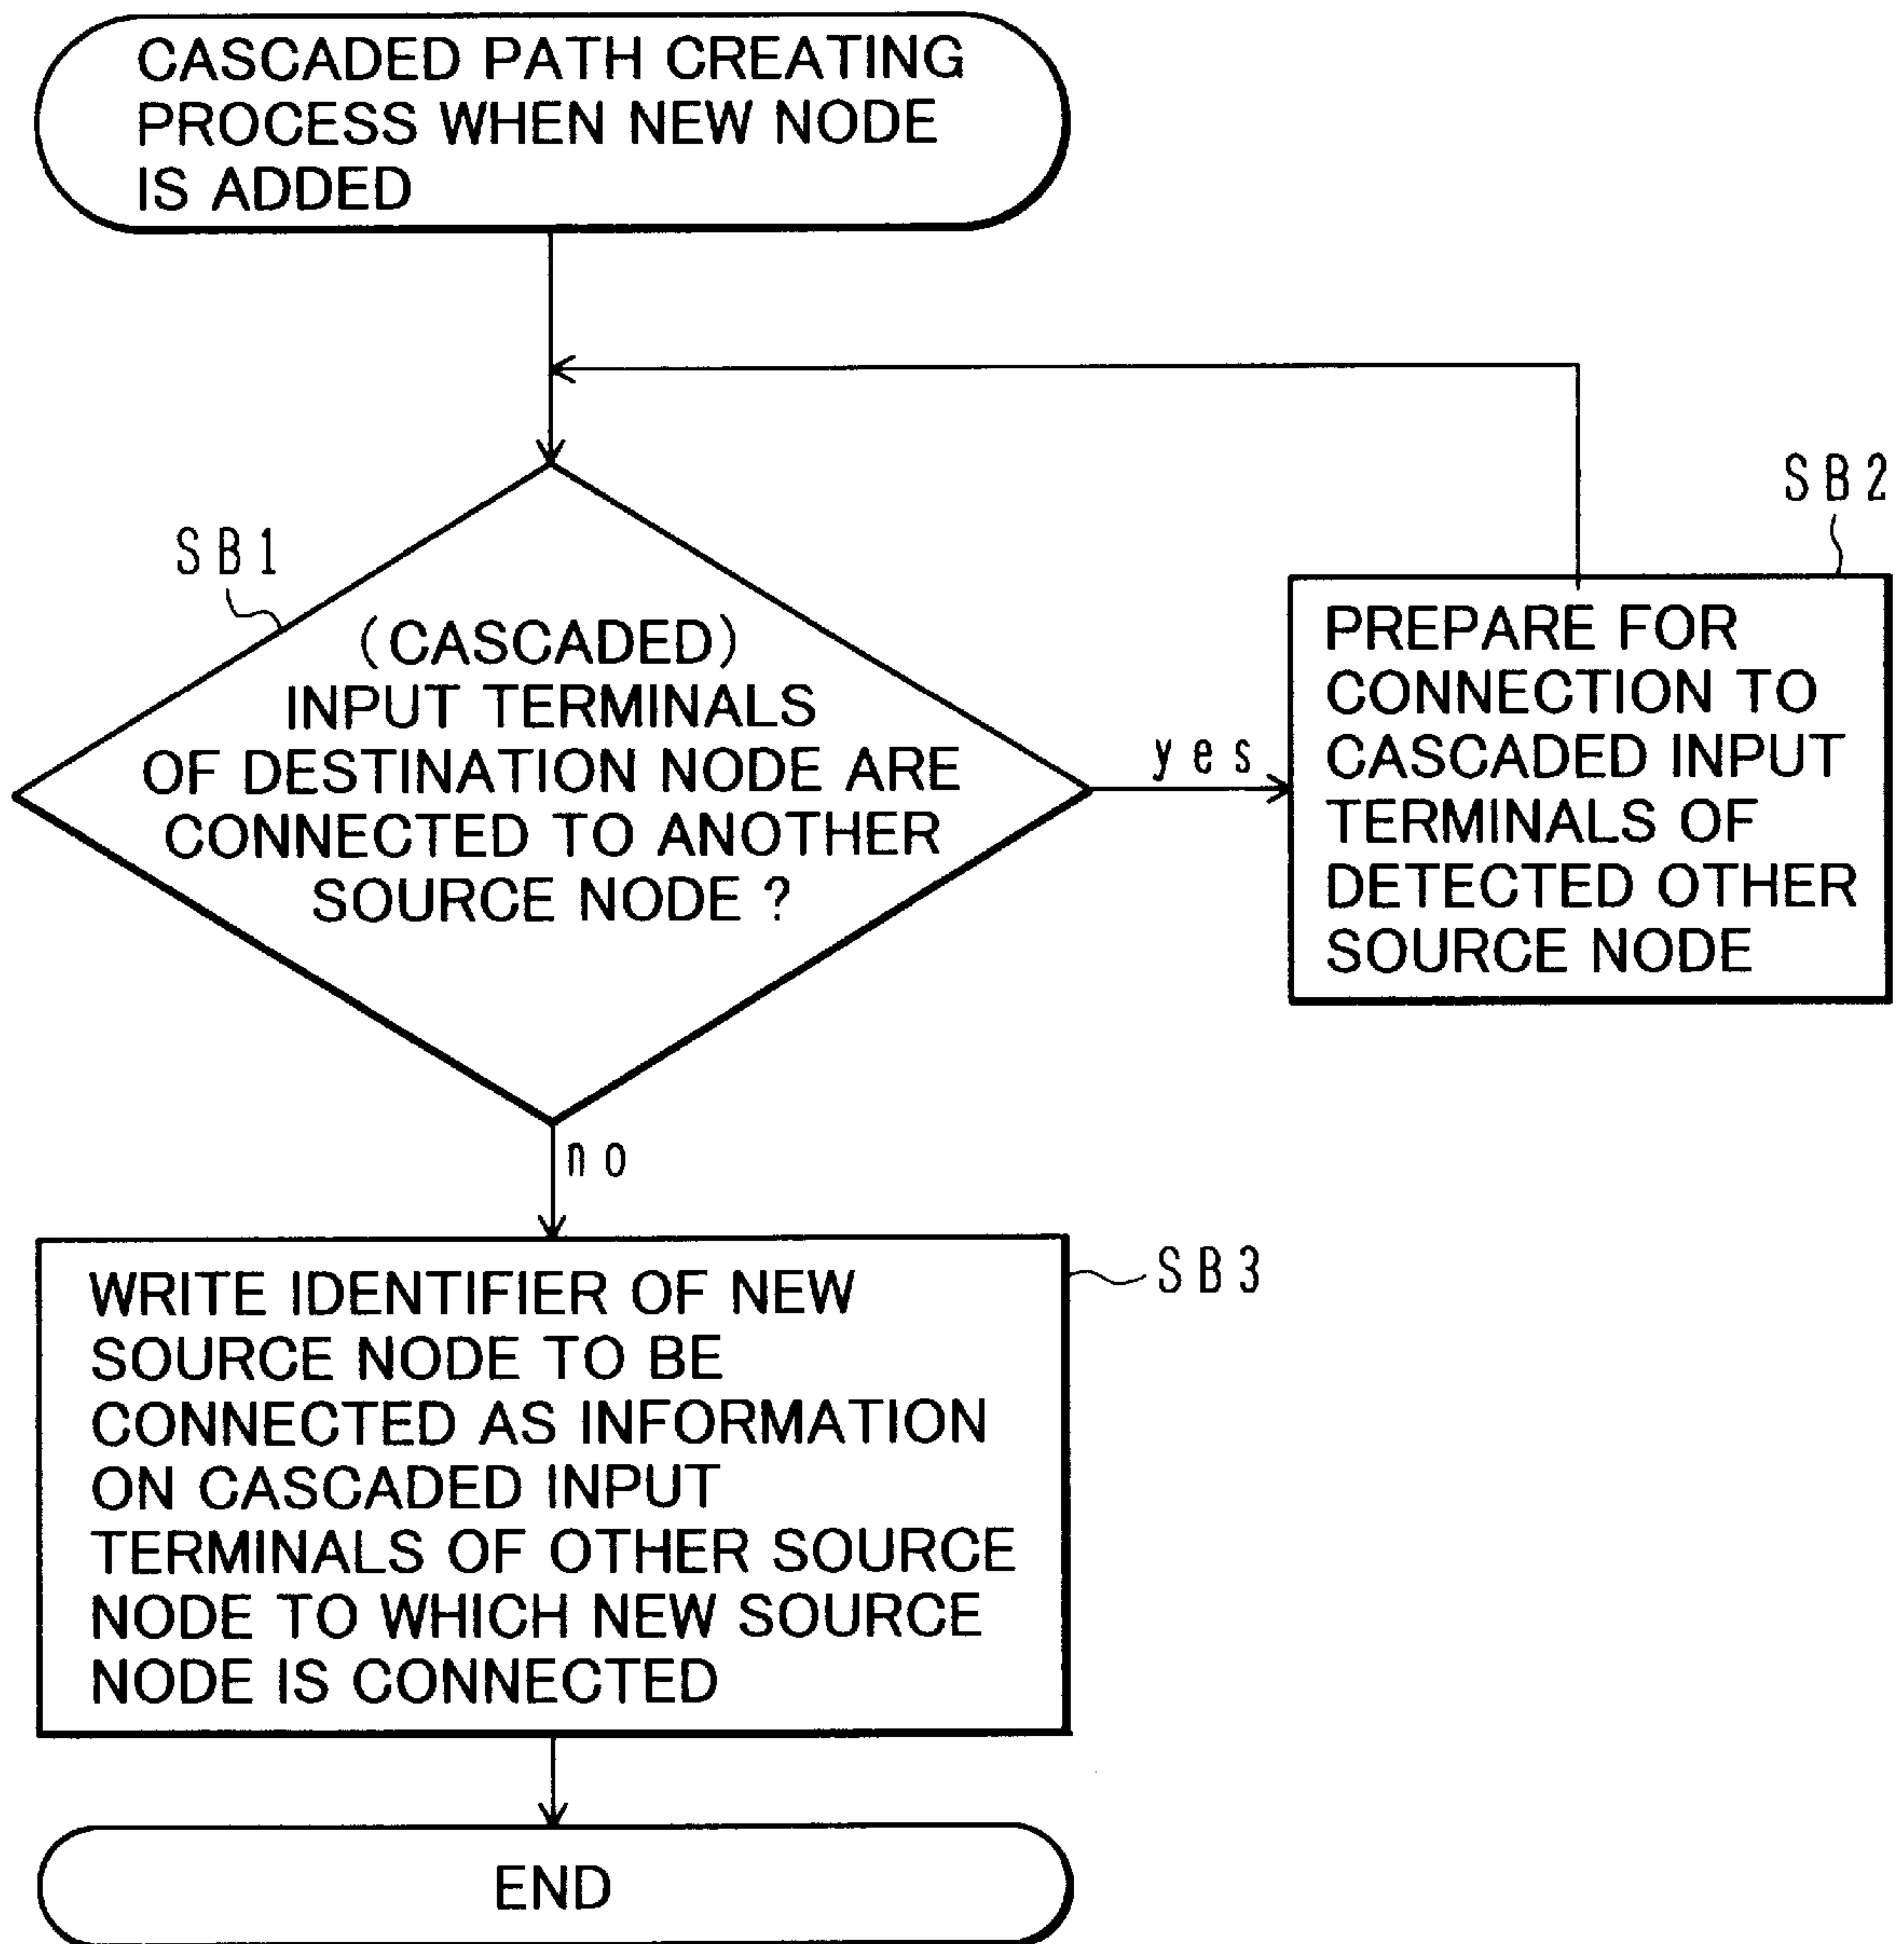 CASCADED PATH CREATING
PROCESS WHEN NEW NODE
IS ADDED
SB2
SB1
(CASCADED)
INPUT TERMINALS
OF DESTINATION NODE ARE
CONNECTED TO ANOTHER
SOURCE NODE ?
yes
PREPARE FOR
CONNECTION TO
CASCADED INPUT
TERMINALS OF
DETECTED OTHER
SOURCE NODE
no
SB3
WRITE IDENTIFIER OF NEW
SOURCE NODE TO BE
CONNECTED AS INFORMATION
ON CASCADED INPUT
TERMINALS OF OTHER SOURCE
NODE TO WHICH NEW SOURCE
NODE IS CONNECTED
END